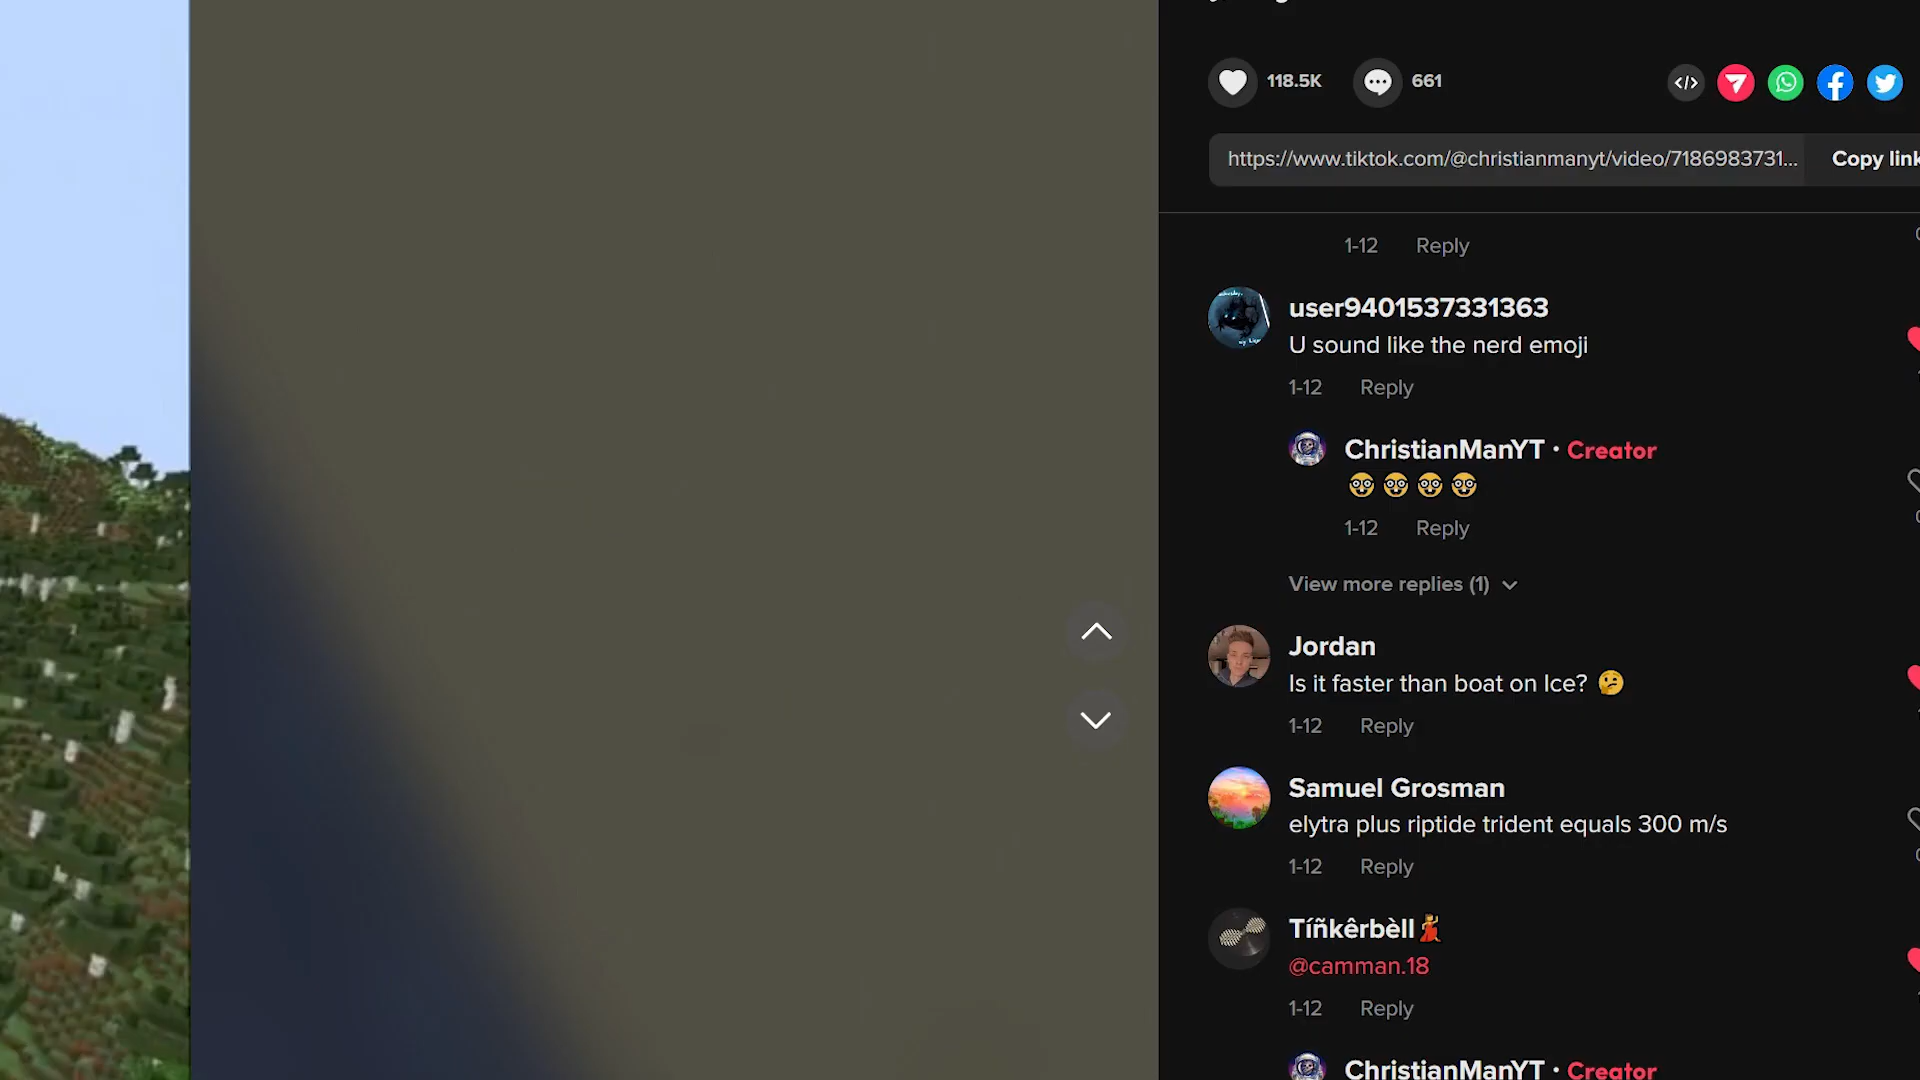 118.5K 661
https://www.tiktok.com/@christianmanyt/video/7186983731... Copy link
1-12 Reply
user9401537331363
U sound like the nerd emoji
1-12 Reply
ChristianManYT · Creator
🤓 🤓 🤓 🤓
1-12 Reply
View more replies (1)
Jordan
Is it faster than boat on Ice? 🤔
1-12 Reply
Samuel Grosman
elytra plus riptide trident equals 300 m/s
1-12 Reply
Tíñkêrbèll💃
@camman.18
1-12 Reply
ChristianManYT · Creator